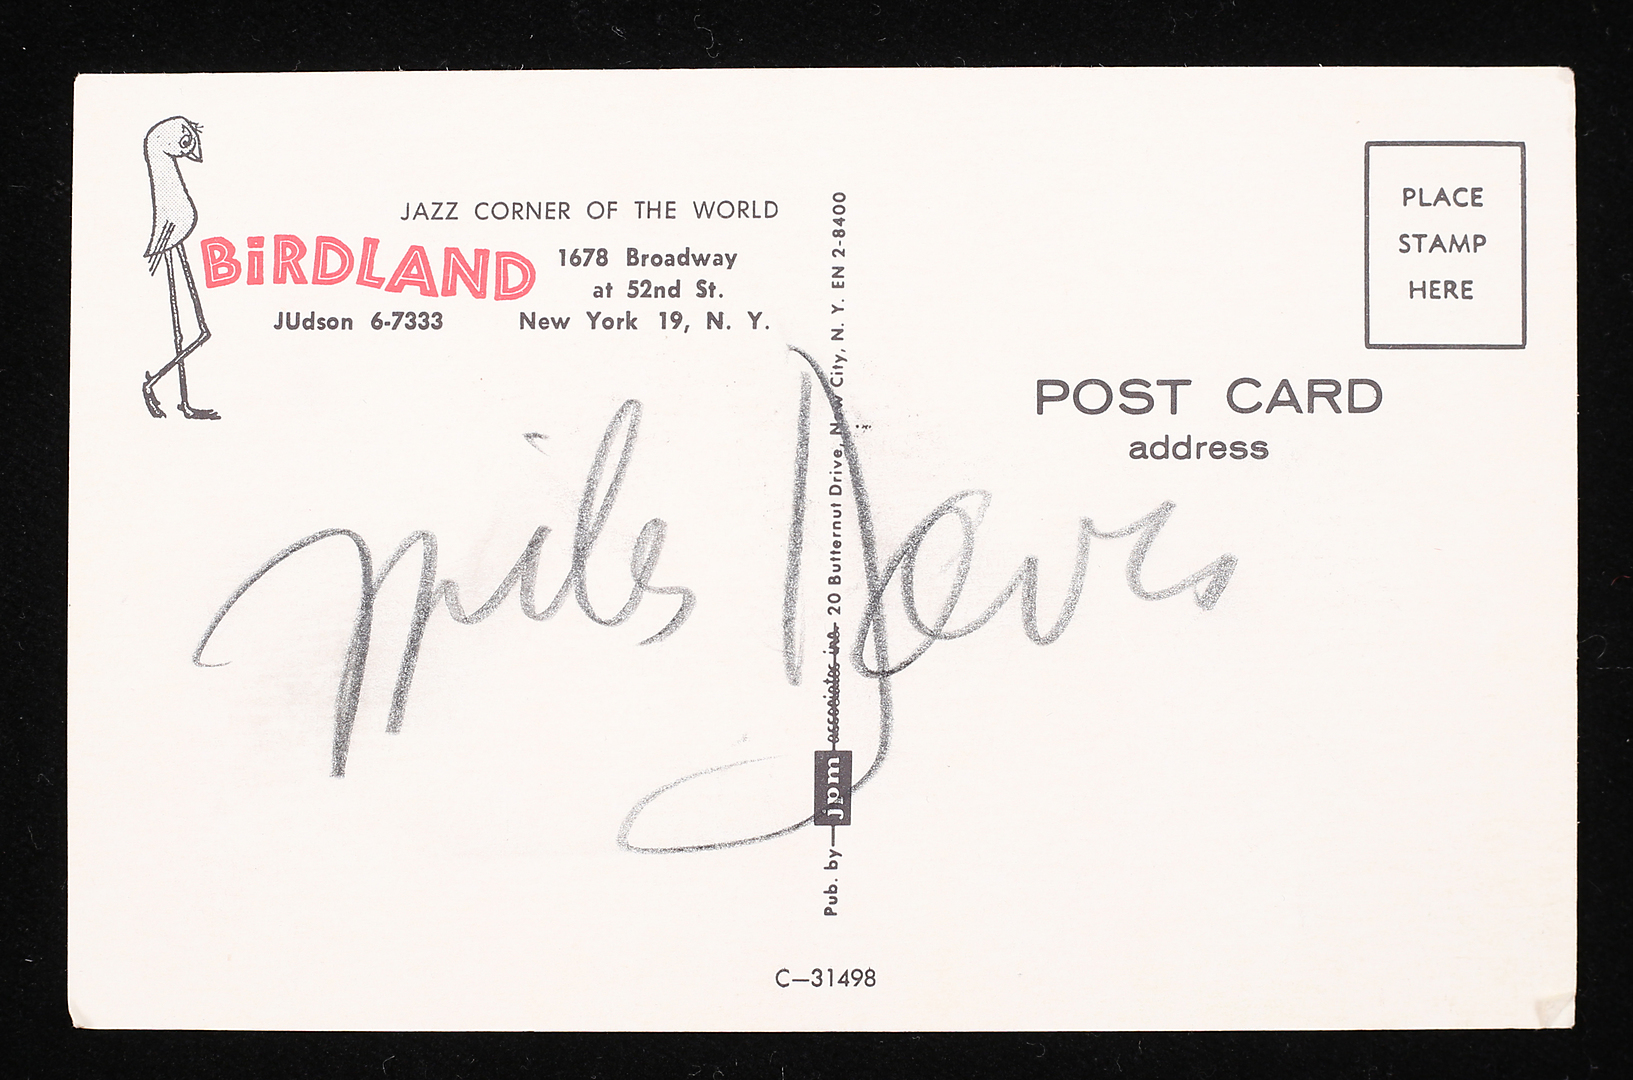 JAZZ CORNER OF THE WORLD
BiRDLAND
1678 Broadway
at 52nd St.
JUdson 6-7333
New York 19, N. Y.
Miles Davis
Pub. by jpm associates inc. 20 Butternut Drive, New City, N. Y. EN 2-8400
PLACE
STAMP
HERE
POST CARD
address
C—31498